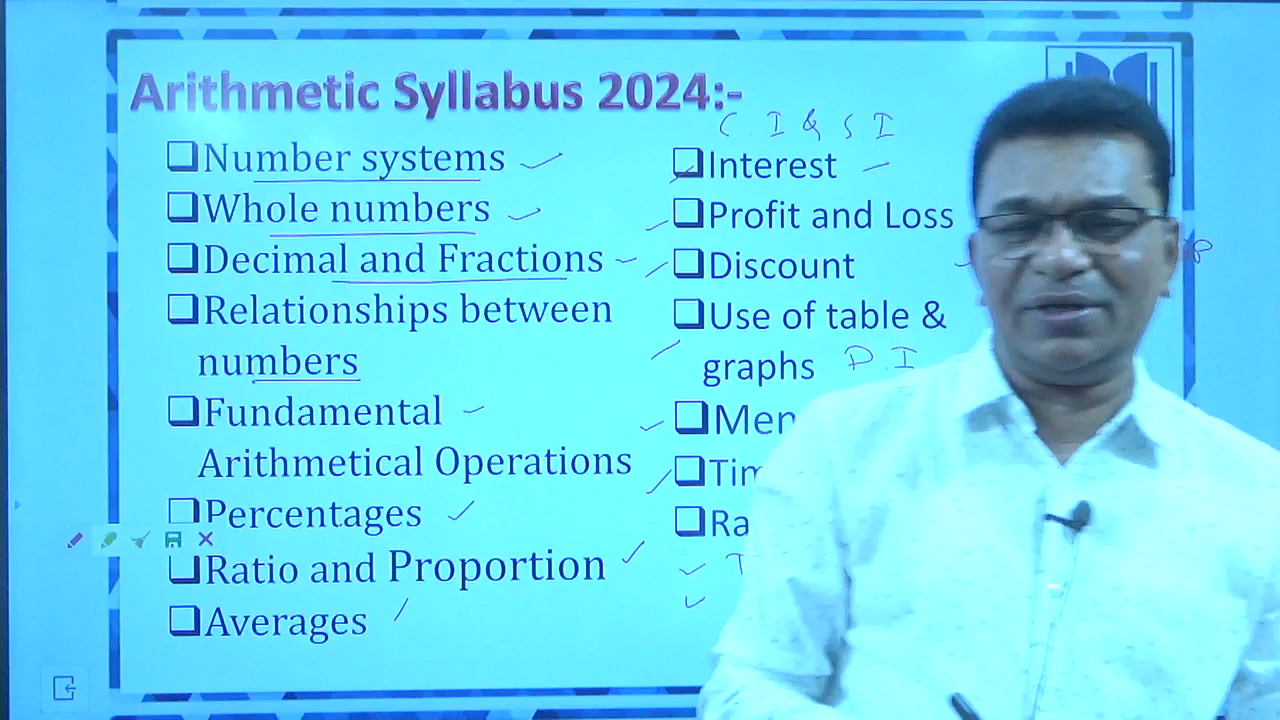 Arithmetic Syllabus 2024:-
Number systems
Whole numbers
Decimal and Fractions
Relationships between
numbers
Fundamental
Arithmetical Operations
Percentages
Ratio and Proportion
Averages
C.I & S.I
Interest
Profit and Loss
Discount
Use of table &
graphs D.I